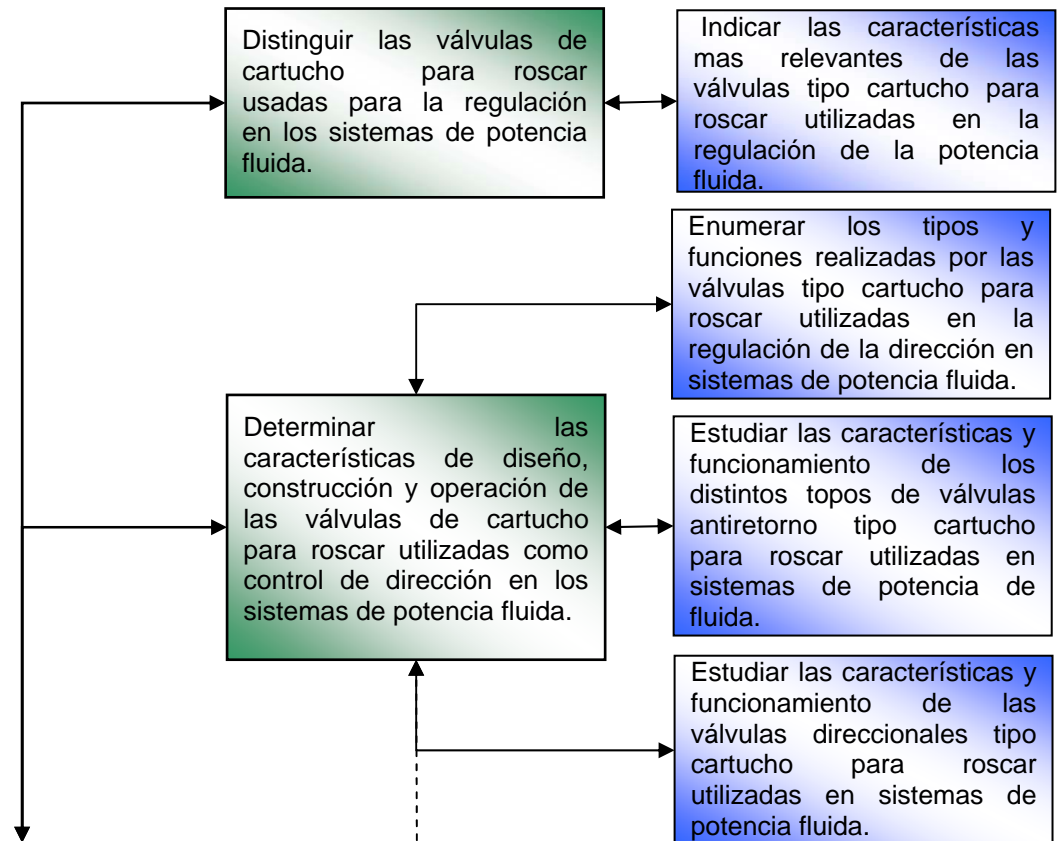 Distinguir las válvulas de
cartucho para roscar
usadas para la regulación
en los sistemas de potencia
fluida.
Indicar las características
mas relevantes de las
válvulas tipo cartucho para
roscar utilizadas en la
regulación de la potencia
fluida.
Enumerar los tipos y
funciones realizadas por las
válvulas tipo cartucho para
roscar utilizadas en la
regulación de la dirección en
sistemas de potencia fluida.
Determinar las
características de diseño,
construcción y operación de
las válvulas de cartucho
para roscar utilizadas como
control de dirección en los
sistemas de potencia fluida.
Estudiar las características y
funcionamiento de los
distintos topos de válvulas
antiretorno tipo cartucho
para roscar utilizadas en
sistemas de potencia de
fluida.
Estudiar las características y
funcionamiento de las
válvulas direccionales tipo
cartucho para roscar
utilizadas en sistemas de
potencia fluida.